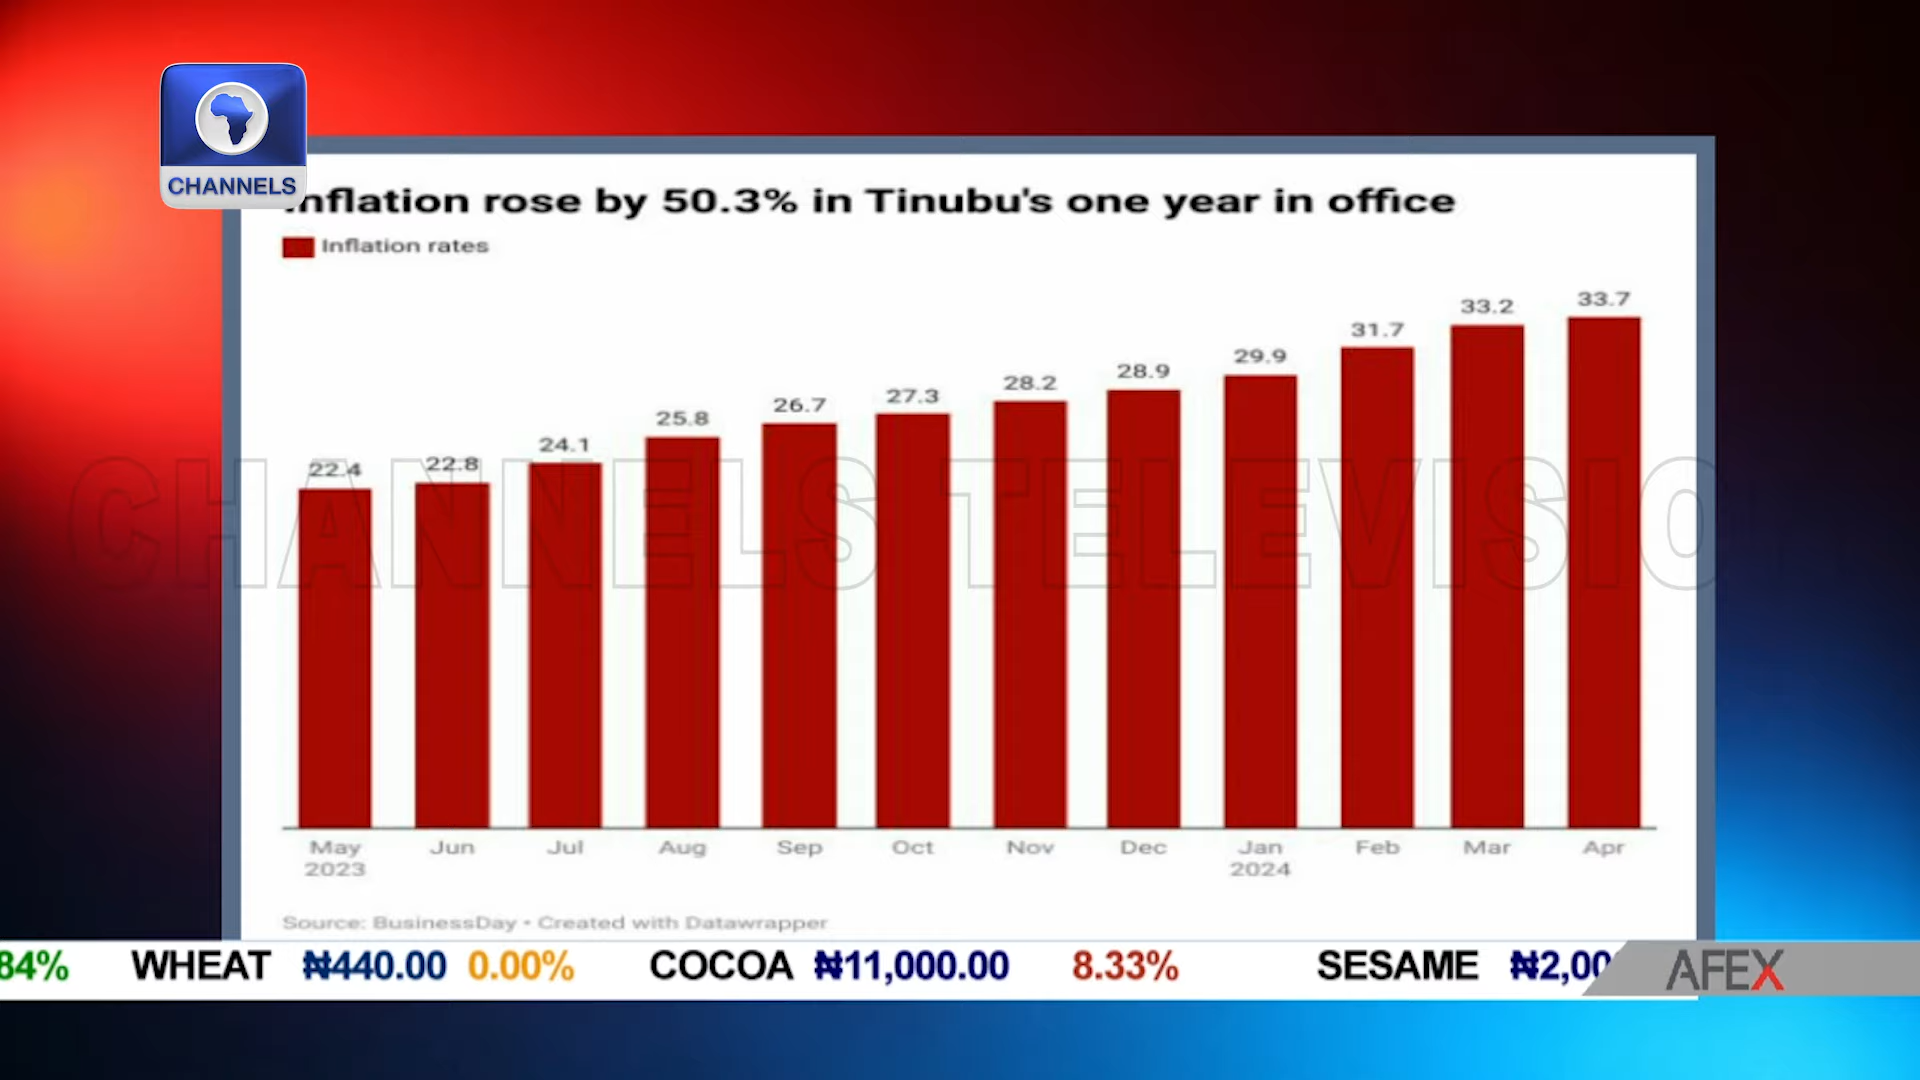 CHANNELS
Inflation rose by 50.3% in Tinubu's one year in office
Inflation rates
22.4 22.8 24.1 25.8 26.7 27.3 28.2 28.9 29.9 31.7 33.2 33.7
CHANNELS TELEVISIO
May Jun Jul Aug Sep Oct Nov Dec Jan Feb Mar Apr
2023 2024
Source: BusinessDay • Created with Datawrapper
84% WHEAT ₦440.00 0.00% COCOA ₦11,000.00 8.33% SESAME ₦2,00 AFEX